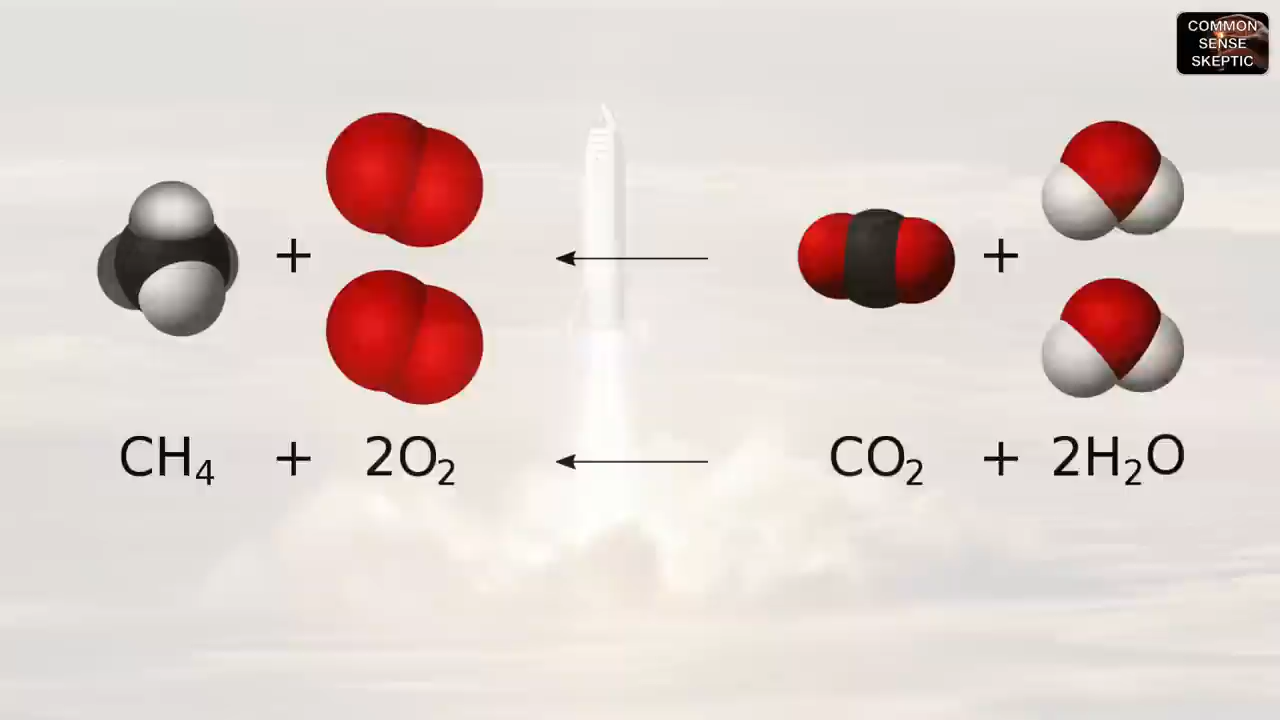 COMMON
SENSE
SKEPTIC
+ ← +
CH₄ + 2O₂ ← CO₂ + 2H₂O